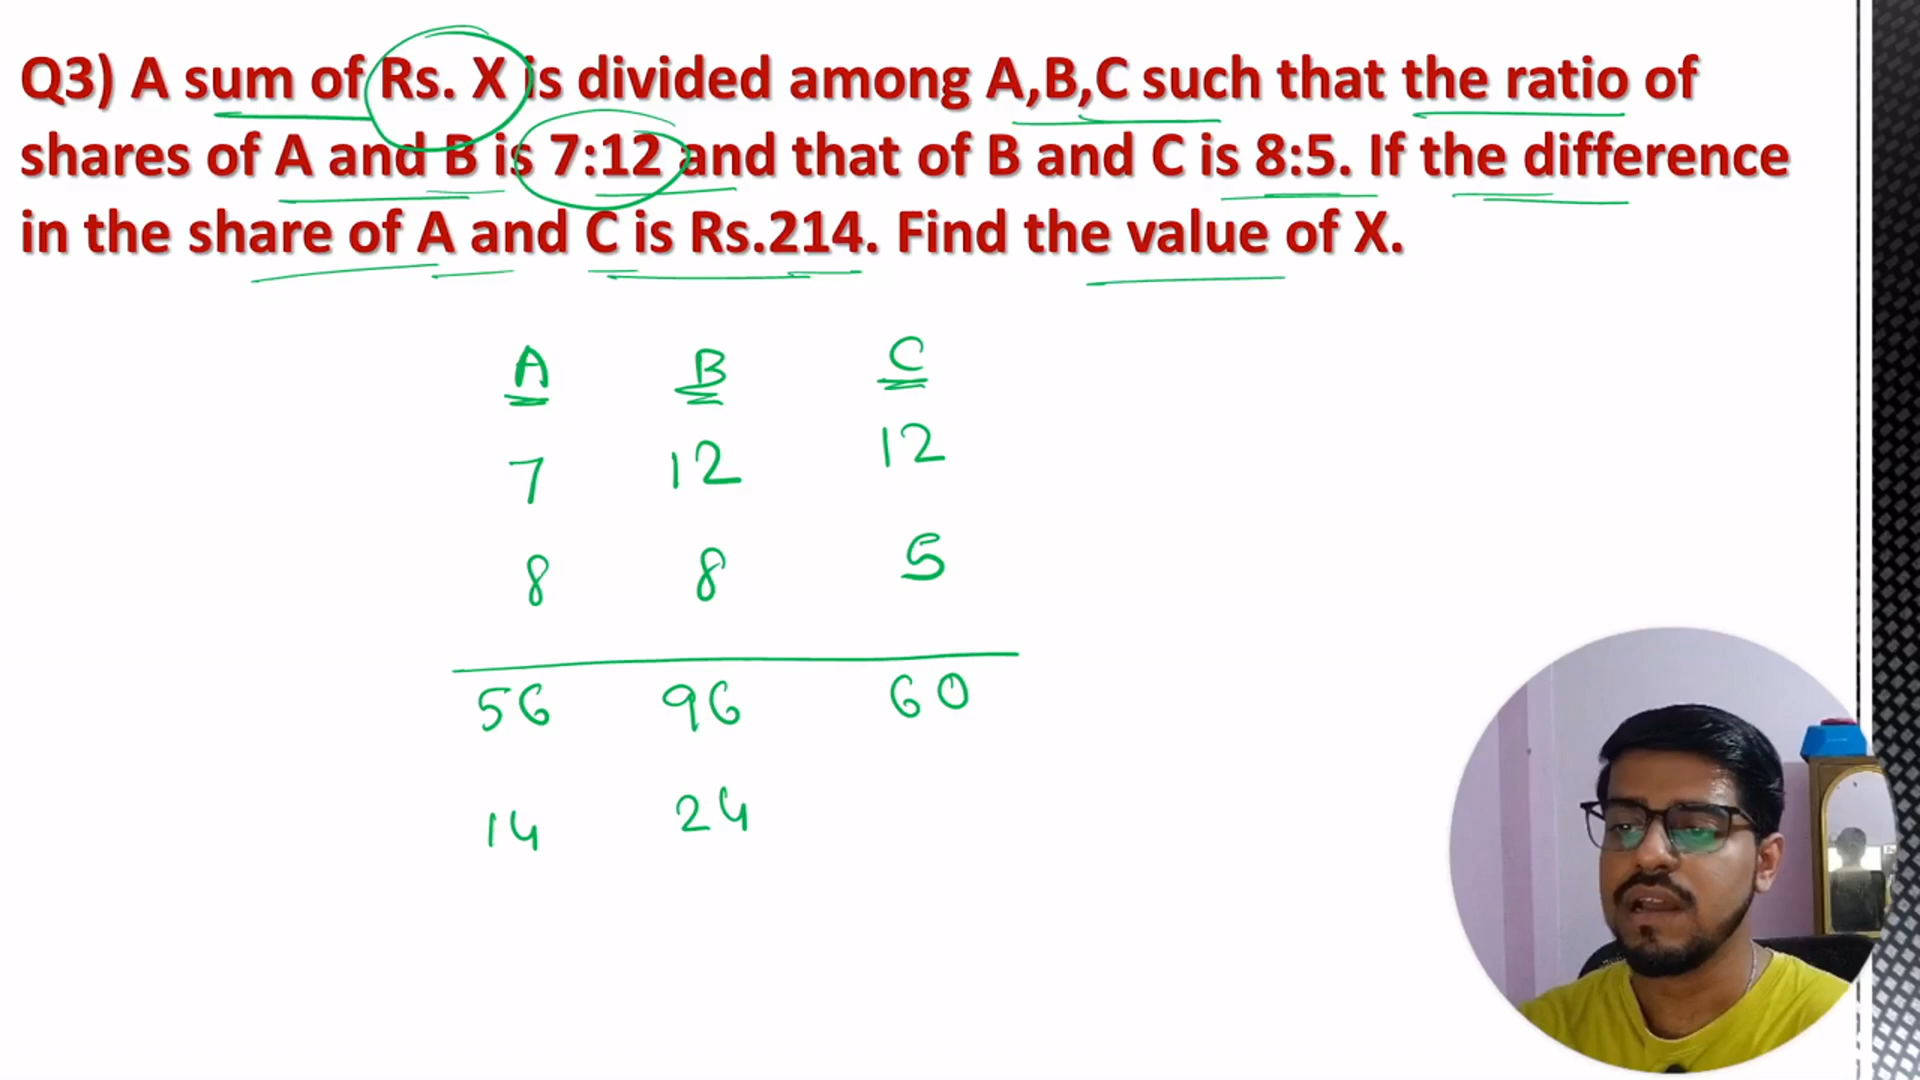 Q3) A sum of Rs. X is divided among A,B,C such that the ratio of
shares of A and B is 7:12 and that of B and C is 8:5. If the difference
in the share of A and C is Rs.214. Find the value of X.
A B C
7 12 12
8 8 5
56 96 60
14 24